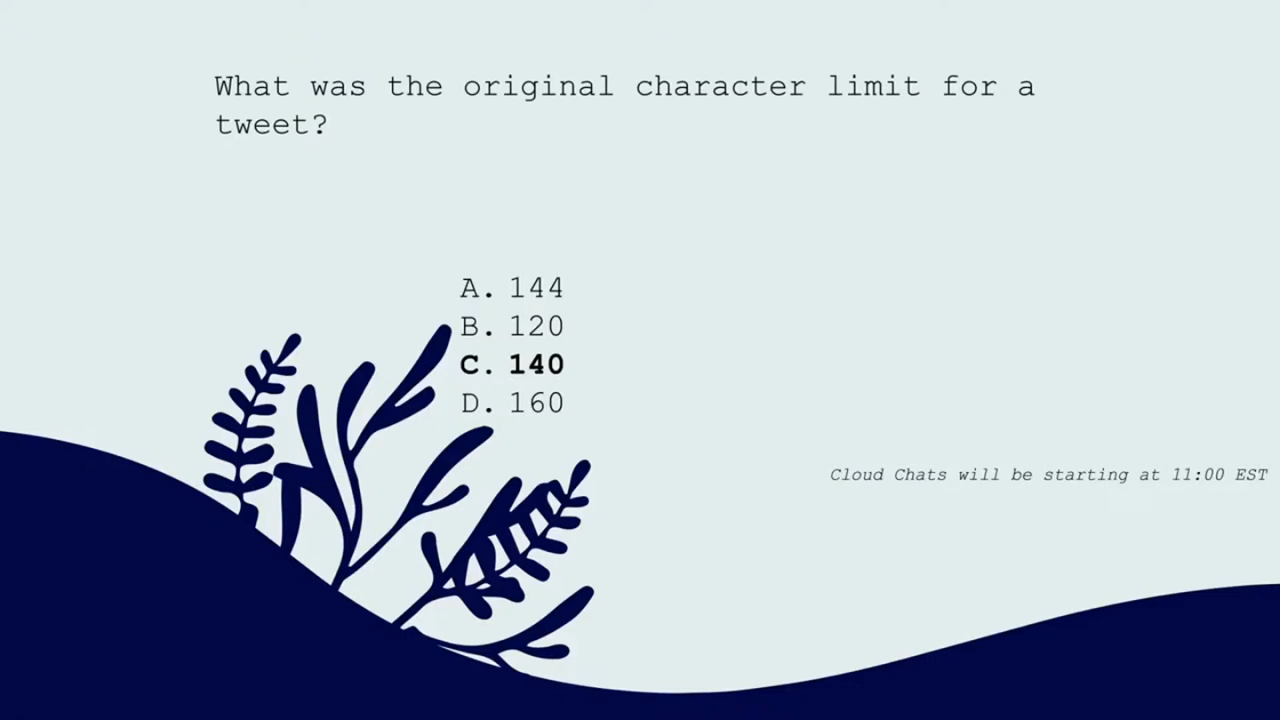 What was the original character limit for a
tweet?
A. 144
B. 120
C. 140
D. 160
Cloud Chats will be starting at 11:00 EST